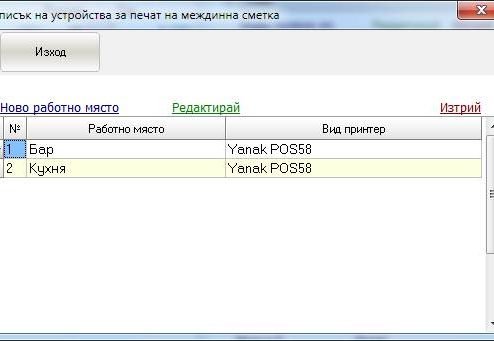 писък на устройства за печат на междинна сметка
Изход
Ново работно място Редактирай Изтрий
№ Работно място Вид принтер
1 Бар Yanak POS58
2 Кухня Yanak POS58